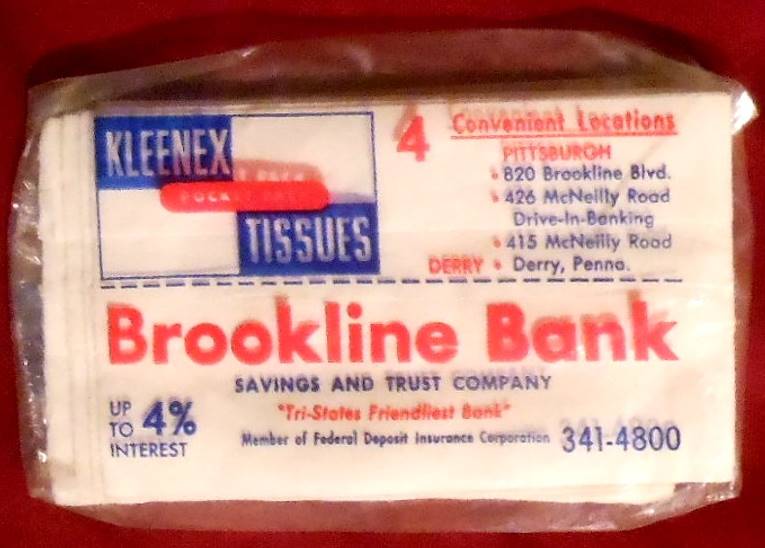 KLEENEX
TISSUES
4 Convenient Locations
PITTSBURGH
820 Brookline Blvd.
426 McNeilly Road
Drive-In-Banking
415 McNeilly Road
DERRY • Derry, Penna.
Brookline Bank
SAVINGS AND TRUST COMPANY
UP TO 4% INTEREST
"Tri-States Friendliest Bank"
Member of Federal Deposit Insurance Corporation
341-4800